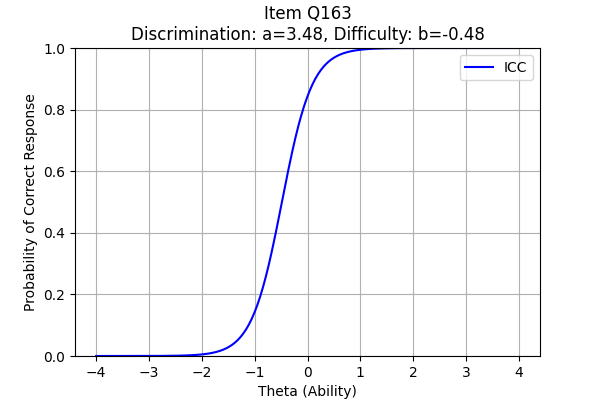 Item Q163
Discrimination: a=3.48, Difficulty: b=-0.48
ICC
Probability of Correct Response
1.0
0.8
0.6
0.4
0.2
0.0
−4 −3 −2 −1 0 1 2 3 4
Theta (Ability)